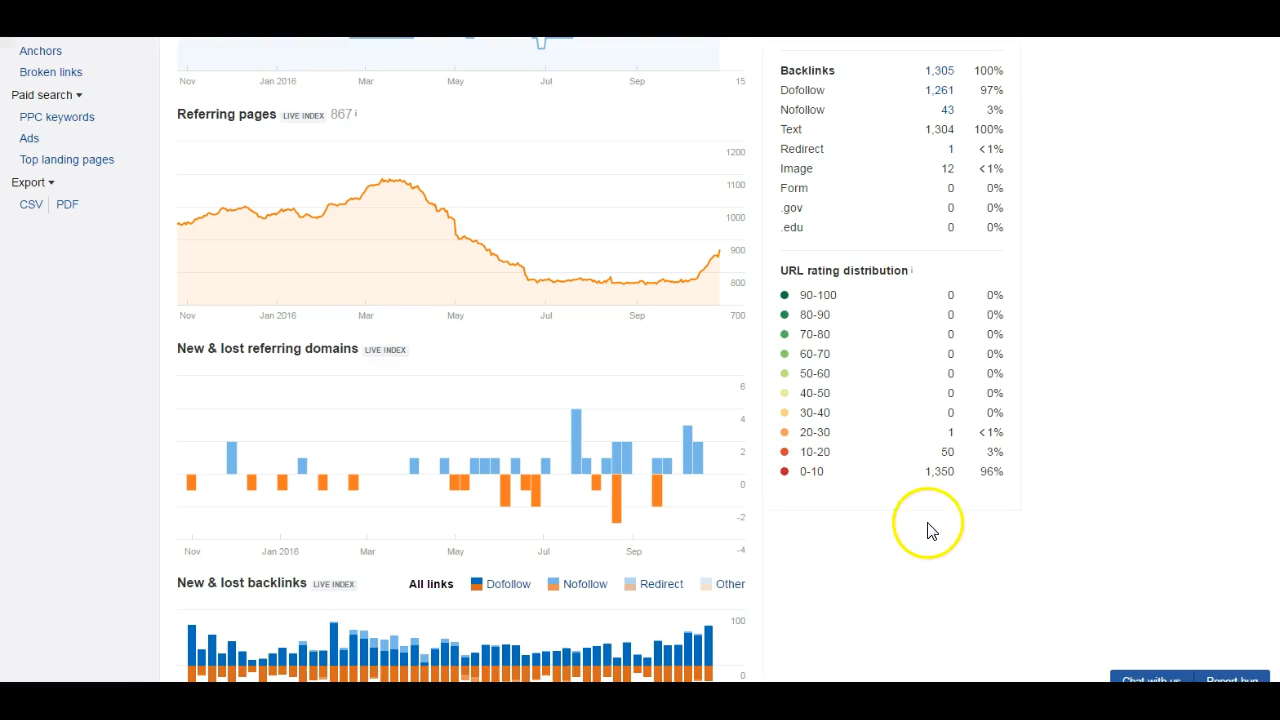 Anchors
Broken links
Paid search
PPC keywords
Ads
Top landing pages
Export
CSV PDF
Nov Jan 2016 Mar May Jul Sep 15
Referring pages LIVE INDEX 867 i
1200
1100
1000
900
800
Nov Jan 2016 Mar May Jul Sep 700
New & lost referring domains LIVE INDEX
6
4
2
0
-2
Nov Jan 2016 Mar May Jul Sep -4
New & lost backlinks LIVE INDEX All links Dofollow Nofollow Redirect Other
100
0
Backlinks 1,305 100%
Dofollow 1,261 97%
Nofollow 43 3%
Text 1,304 100%
Redirect 1 <1%
Image 12 <1%
Form 0 0%
.gov 0 0%
.edu 0 0%
URL rating distribution i
90-100 0 0%
80-90 0 0%
70-80 0 0%
60-70 0 0%
50-60 0 0%
40-50 0 0%
30-40 0 0%
20-30 1 <1%
10-20 50 3%
0-10 1,350 96%
Chat with us Report bug